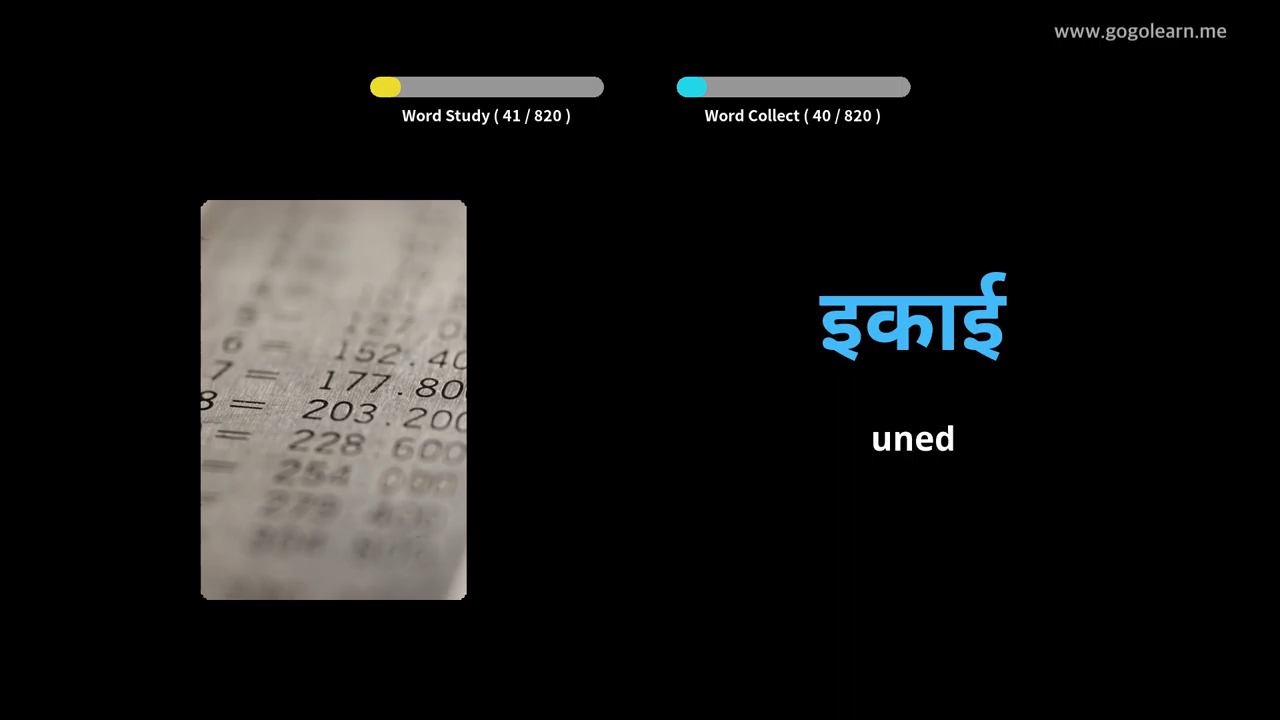 www.gogolearn.me
Word Study ( 41 / 820 )
Word Collect ( 40 / 820 )
6 = 152.40
7 = 177.80
8 = 203.200
= 228.600
254
इकाई
uned